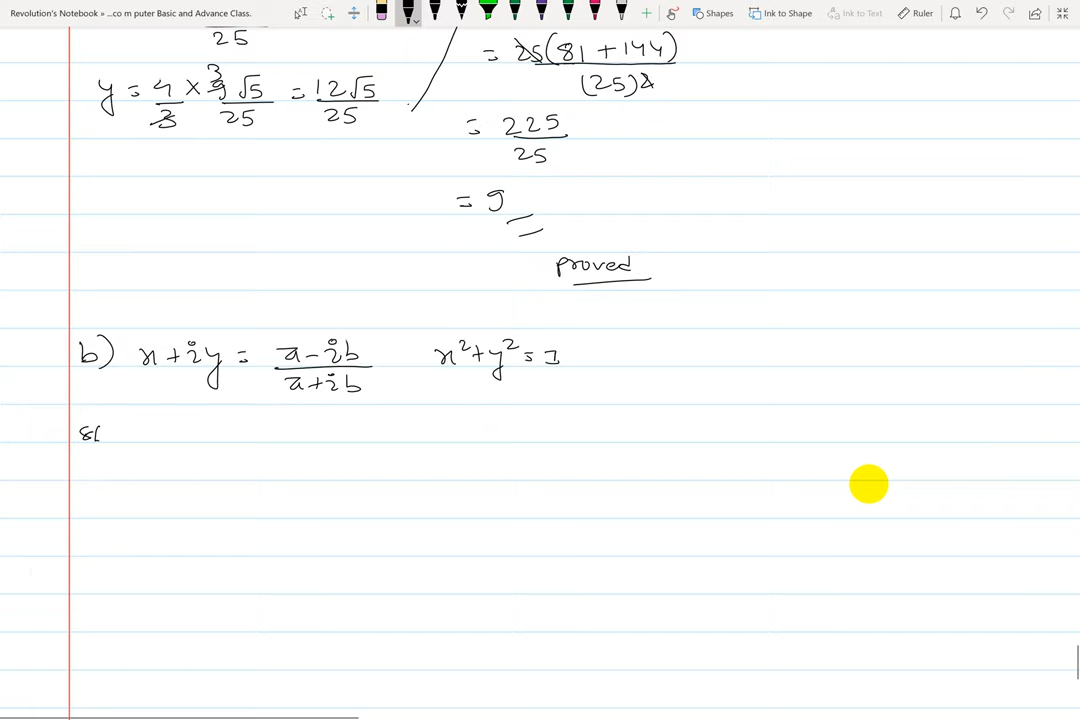 Revolution's Notebook » ...co m puter Basic and Advance Class.
Shapes
Ink to Shape
Ink to Text
Ruler
25
y = 4/3 × 9√5/25 = 12√5/25
3
= 25(81 + 144)/(25)2
= 225/25
= 9
proved
b) x + iy = a - ib/a + ib x² + y² = 1